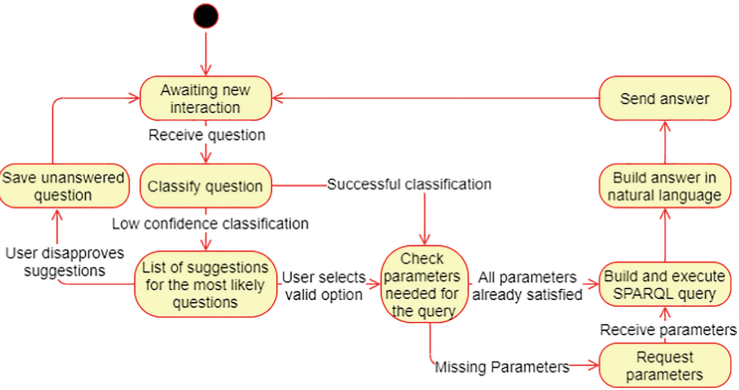 Awaiting new
interaction
Send answer
Receive question
Save unanswered
question
Classify question
Successful classification
Build answer in
natural language
Low confidence classification
User disapproves
suggestions
List of suggestions
for the most likely
questions
User selects
valid option
Check
parameters
needed for
the query
All parameters
already satisfied
Build and execute
SPARQL query
Receive parameters
Missing Parameters
Request
parameters